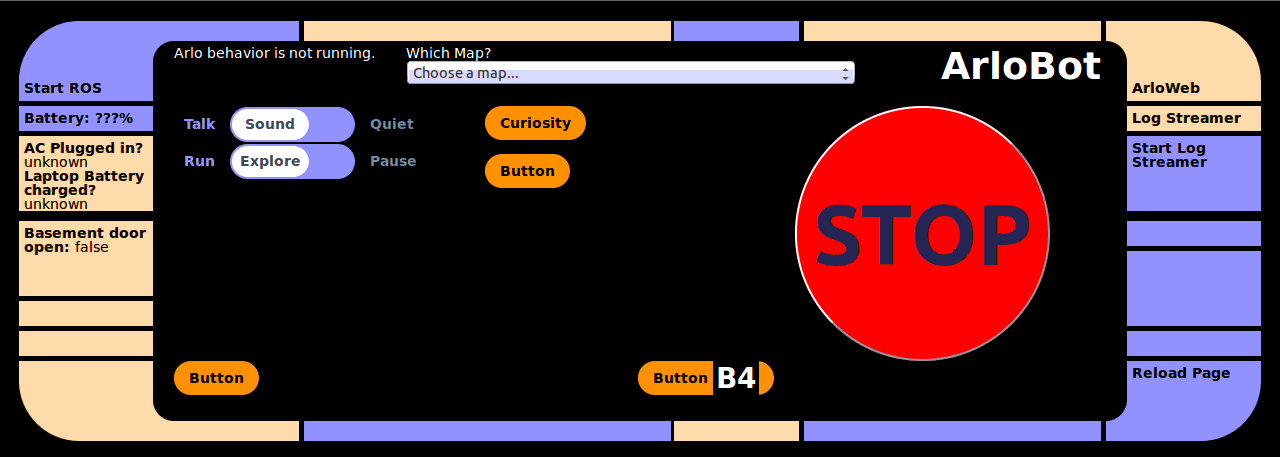 Arlo behavior is not running.
Which Map?
Choose a map...
ArloBot
Start ROS
Battery: ???%
AC Plugged in?
unknown
Laptop Battery
charged?
unknown
Basement door
open: false
Talk Sound Quiet
Run Explore Pause
Curiosity
Button
STOP
Button
Button B4
ArloWeb
Log Streamer
Start Log
Streamer
Reload Page